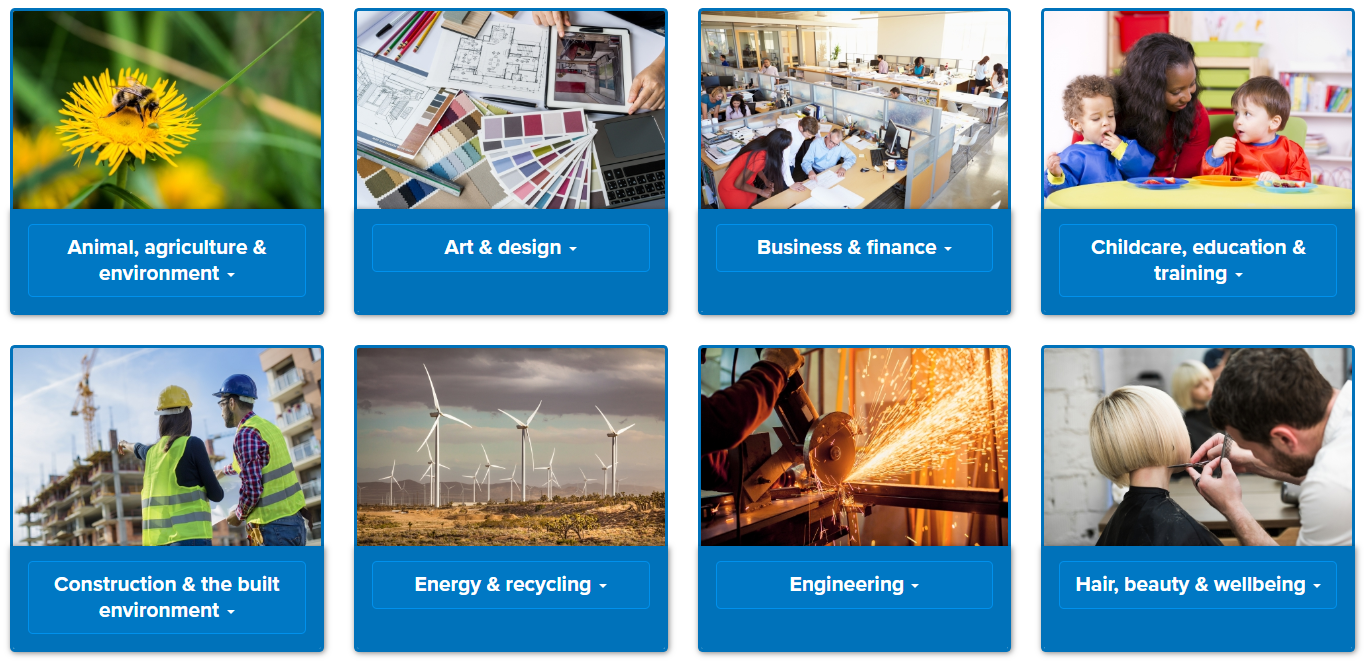 Animal, agriculture &
environment
Art & design
Business & finance
Childcare, education &
training
Construction & the built
environment
Energy & recycling
Engineering
Hair, beauty & wellbeing